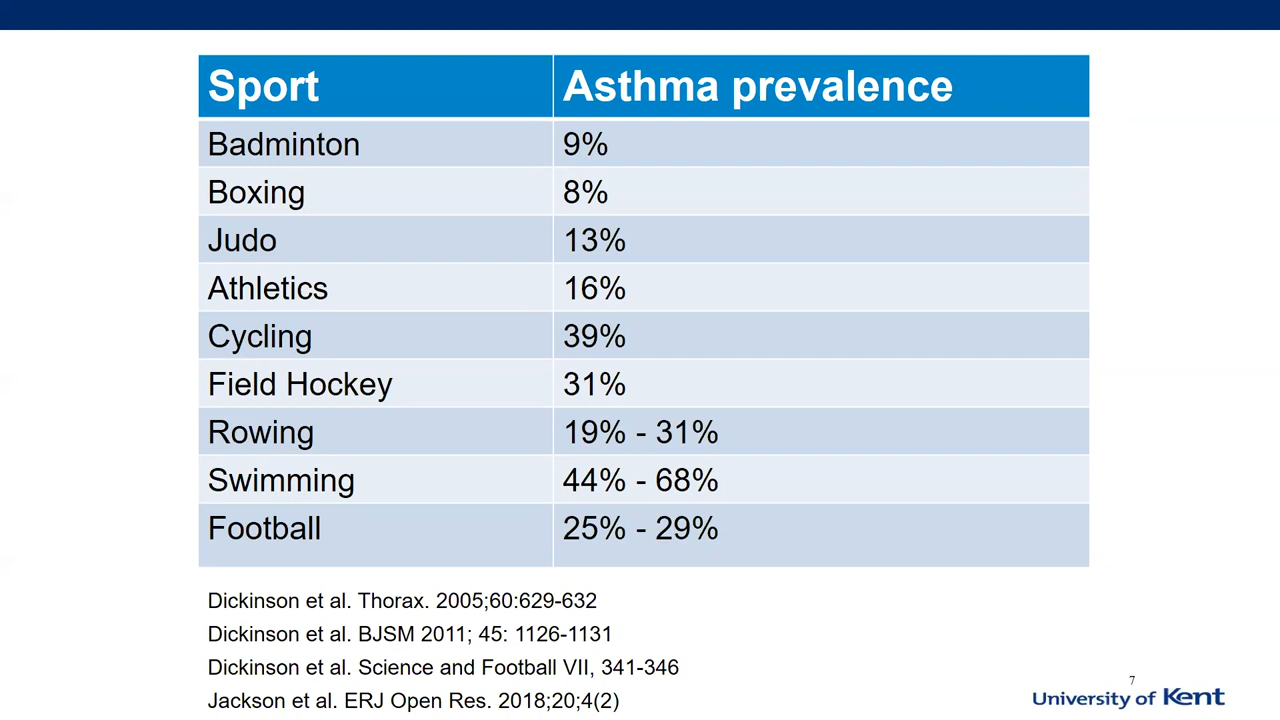 Sport Asthma prevalence
Badminton 9%
Boxing 8%
Judo 13%
Athletics 16%
Cycling 39%
Field Hockey 31%
Rowing 19% - 31%
Swimming 44% - 68%
Football 25% - 29%
Dickinson et al. Thorax. 2005;60:629-632
Dickinson et al. BJSM 2011; 45: 1126-1131
Dickinson et al. Science and Football VII, 341-346
Jackson et al. ERJ Open Res. 2018;20;4(2)
7
University of Kent